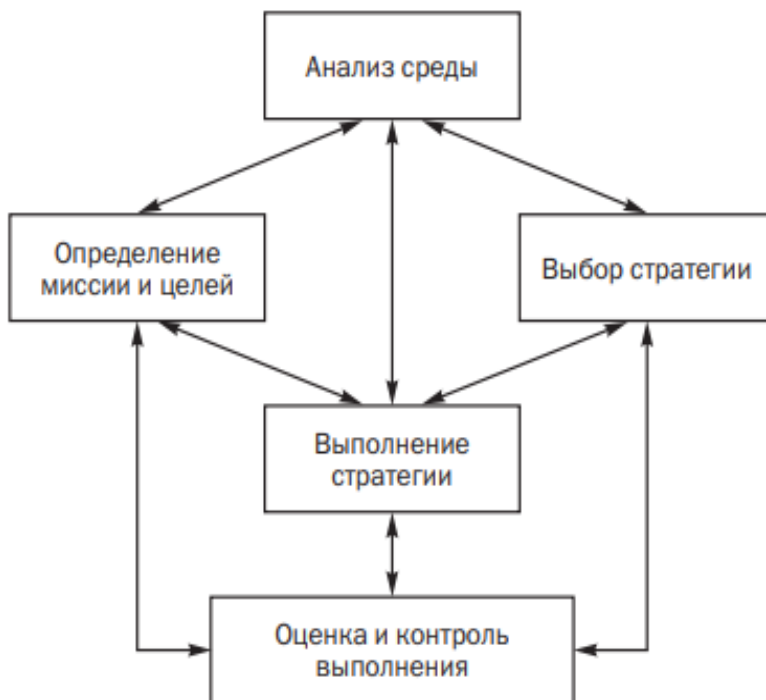 Анализ среды
Определение
миссии и целей
Выбор стратегии
Выполнение
стратегии
Оценка и контроль
выполнения